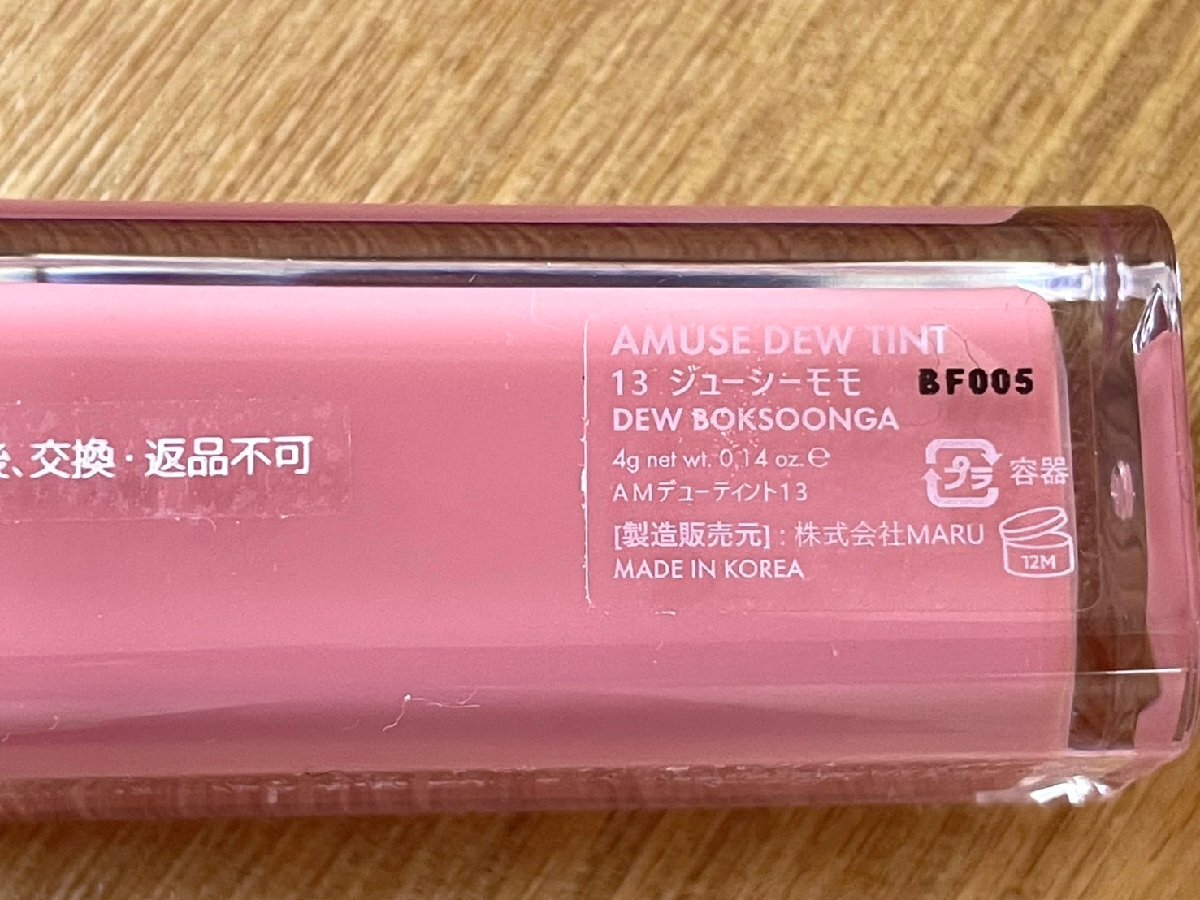 、交換・返品不可
AMUSE DEW TINT
13 ジューシーモモ
BF005
DEW BOKSOONGA
4g net wt. 0.14 oz. ℮
AMデューティント13
プラ 容器
[製造販売元] : 株式会社MARU
12M
MADE IN KOREA